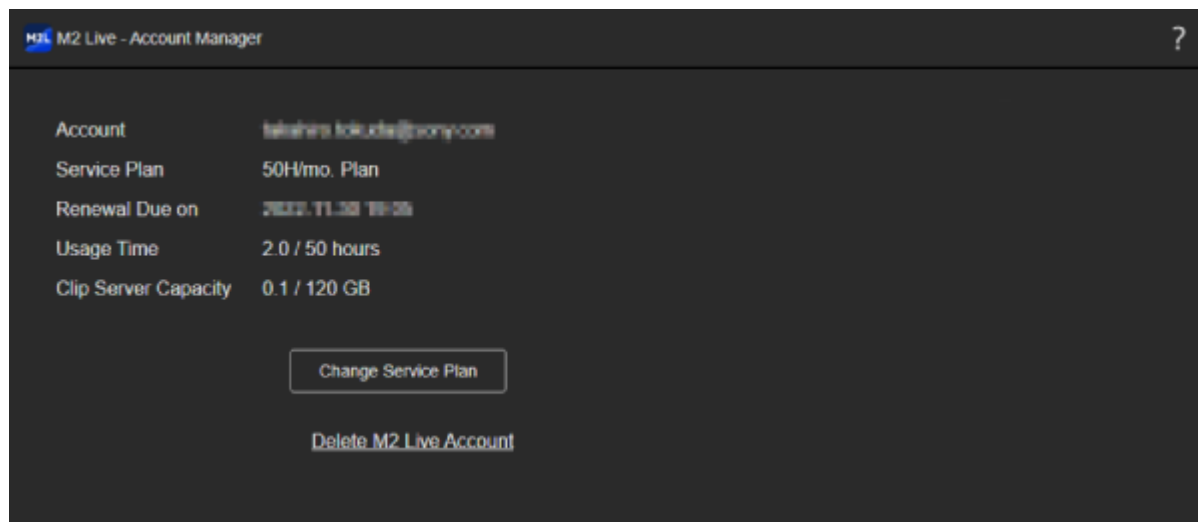 M2L M2 Live - Account Manager ?
Account
Service Plan 50H/mo. Plan
Renewal Due on
Usage Time 2.0 / 50 hours
Clip Server Capacity 0.1 / 120 GB
Change Service Plan
Delete M2 Live Account